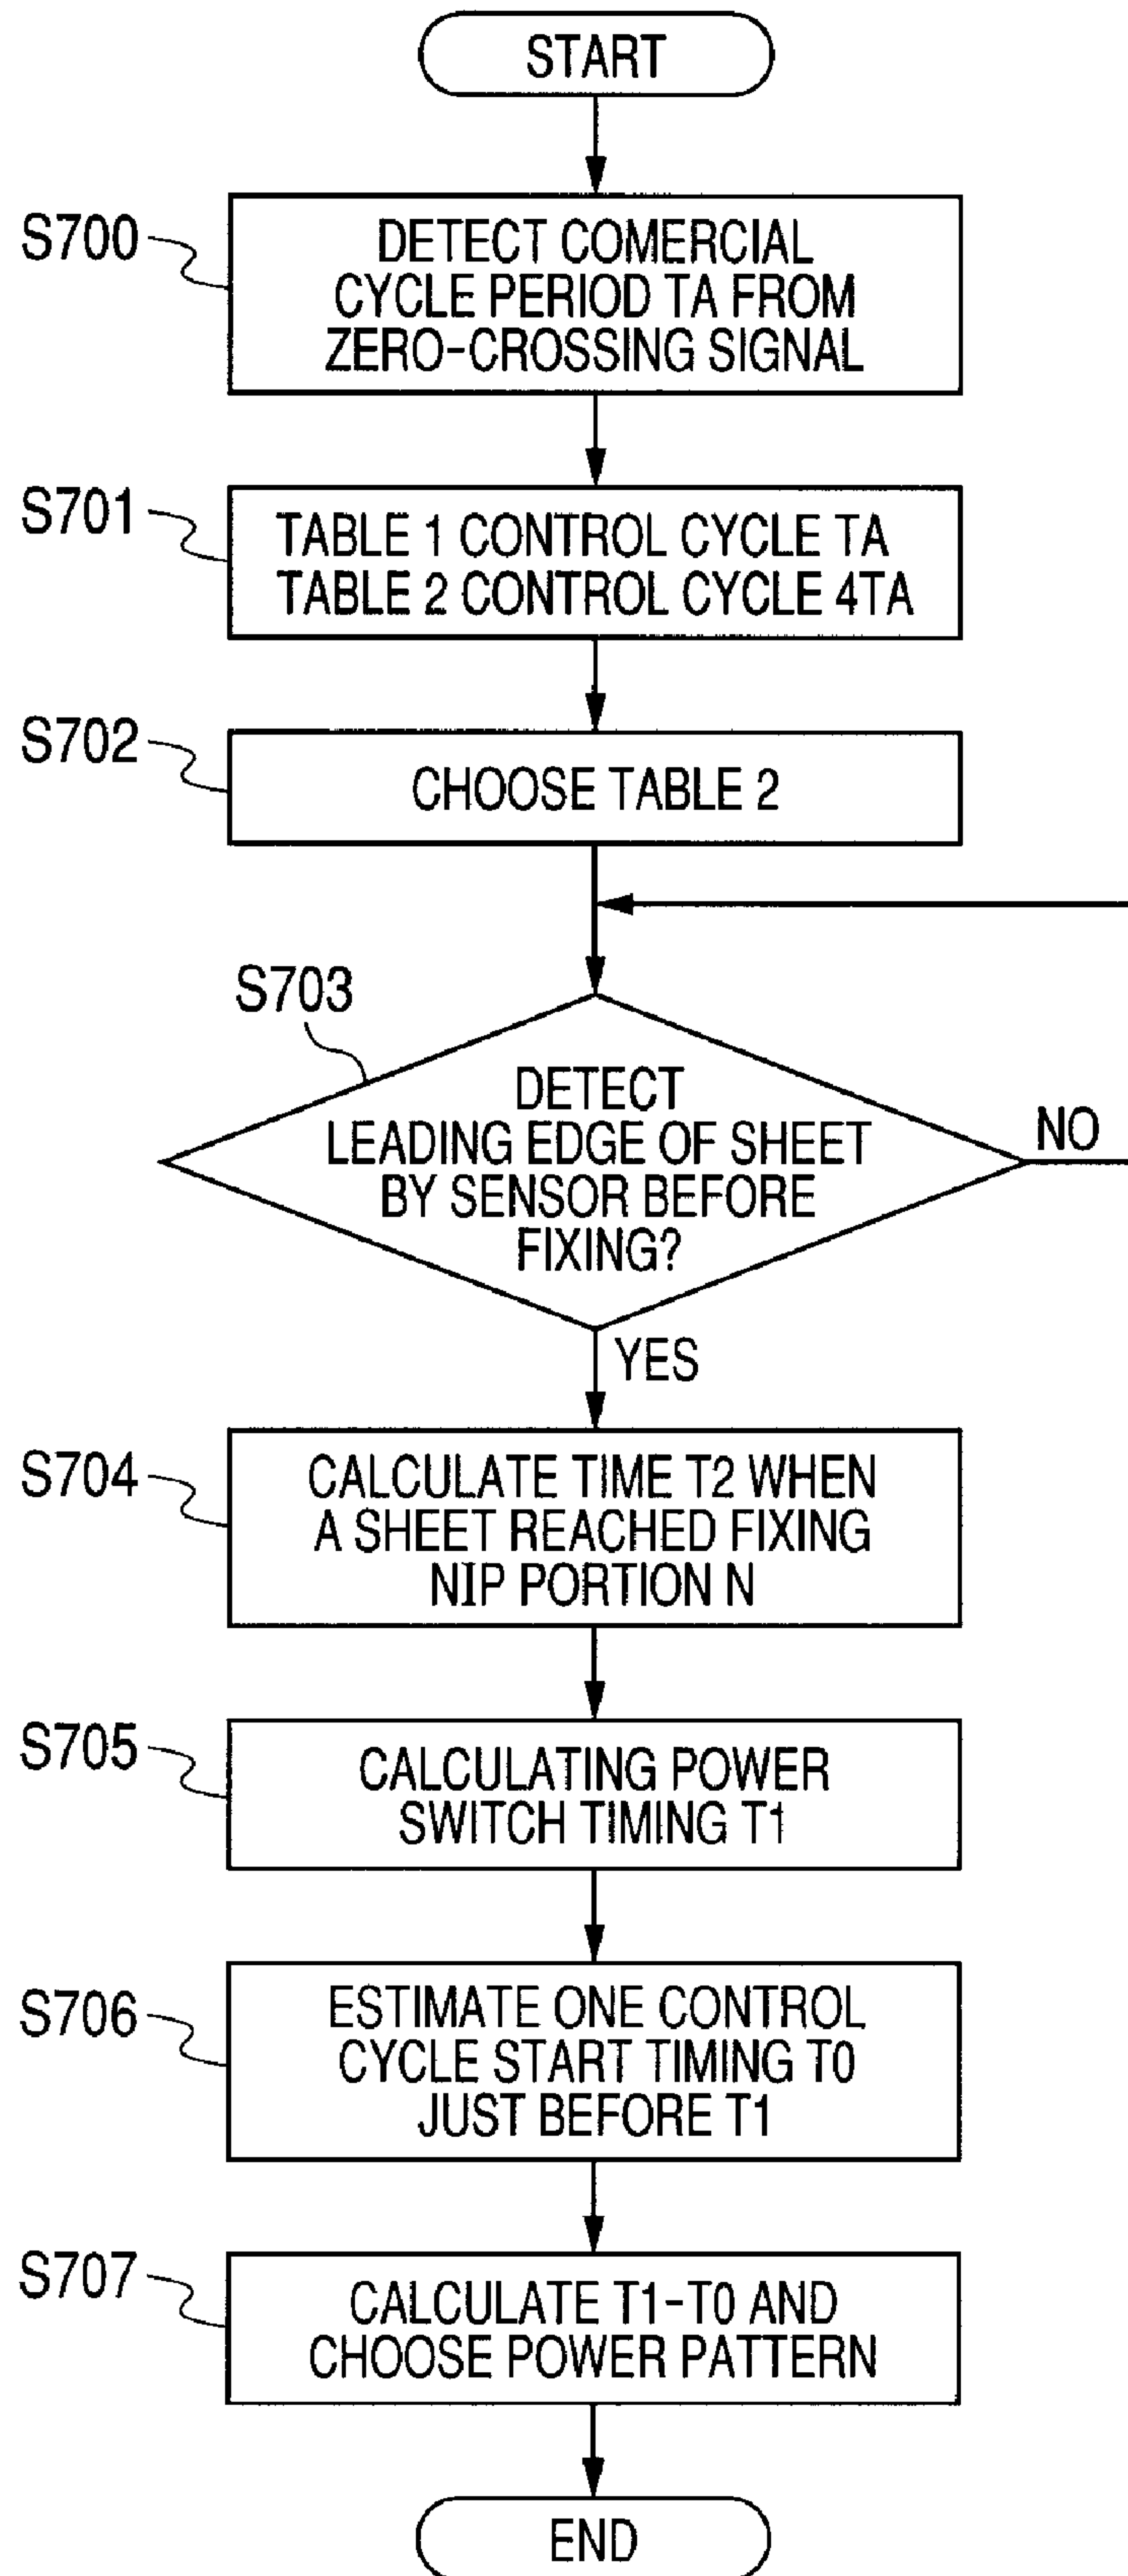 START
S700
DETECT COMERCIAL
CYCLE PERIOD TA FROM
ZERO-CROSSING SIGNAL
S701
TABLE 1 CONTROL CYCLE TA
TABLE 2 CONTROL CYCLE 4TA
S702
CHOOSE TABLE 2
S703
DETECT
LEADING EDGE OF SHEET
BY SENSOR BEFORE
FIXING?
NO
YES
S704
CALCULATE TIME T2 WHEN
A SHEET REACHED FIXING
NIP PORTION N
S705
CALCULATING POWER
SWITCH TIMING T1
S706
ESTIMATE ONE CONTROL
CYCLE START TIMING T0
JUST BEFORE T1
S707
CALCULATE T1-T0 AND
CHOOSE POWER PATTERN
END